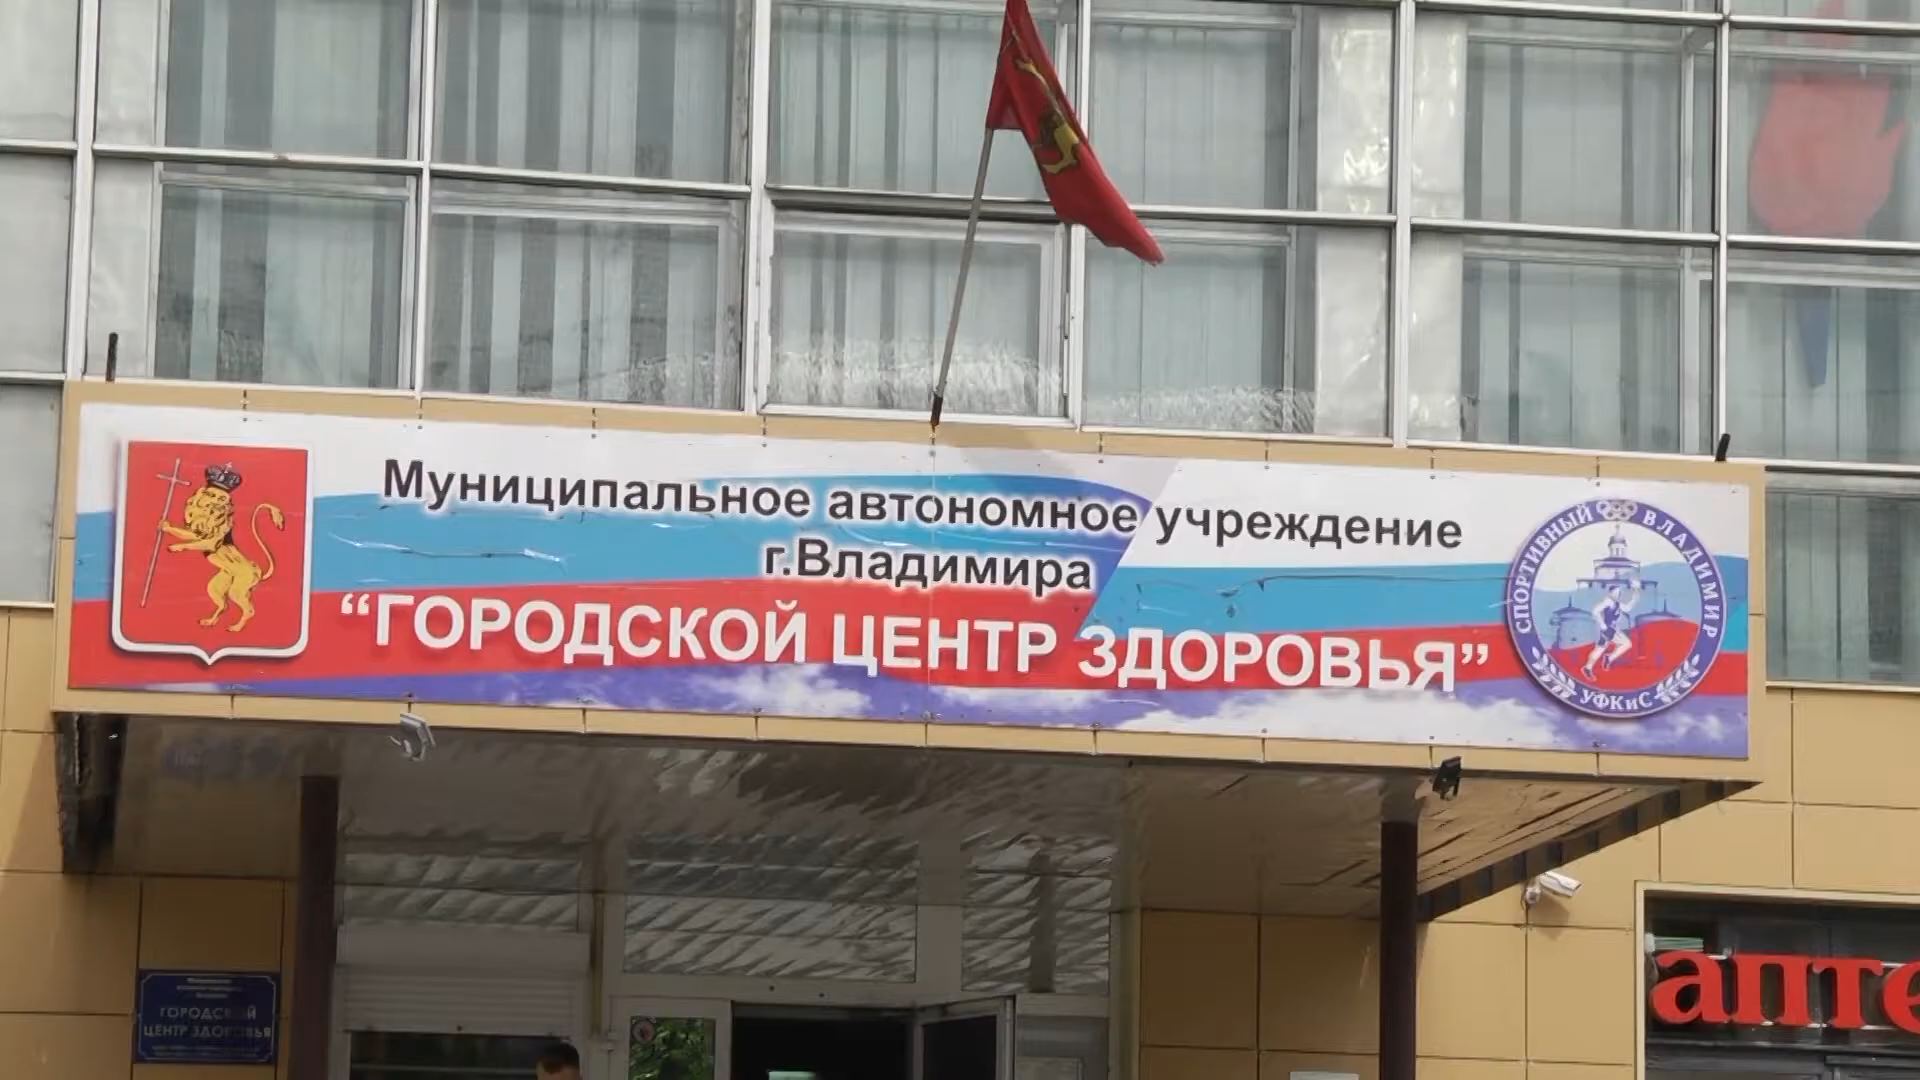 Муниципальное автономное учреждение
г.Владимира
“ГОРОДСКОЙ ЦЕНТР ЗДОРОВЬЯ”
СПОРТИВНЫЙ ВЛАДИМИР
УФКиС
ГОРОДСКОЙ
ЦЕНТР ЗДОРОВЬЯ
апте